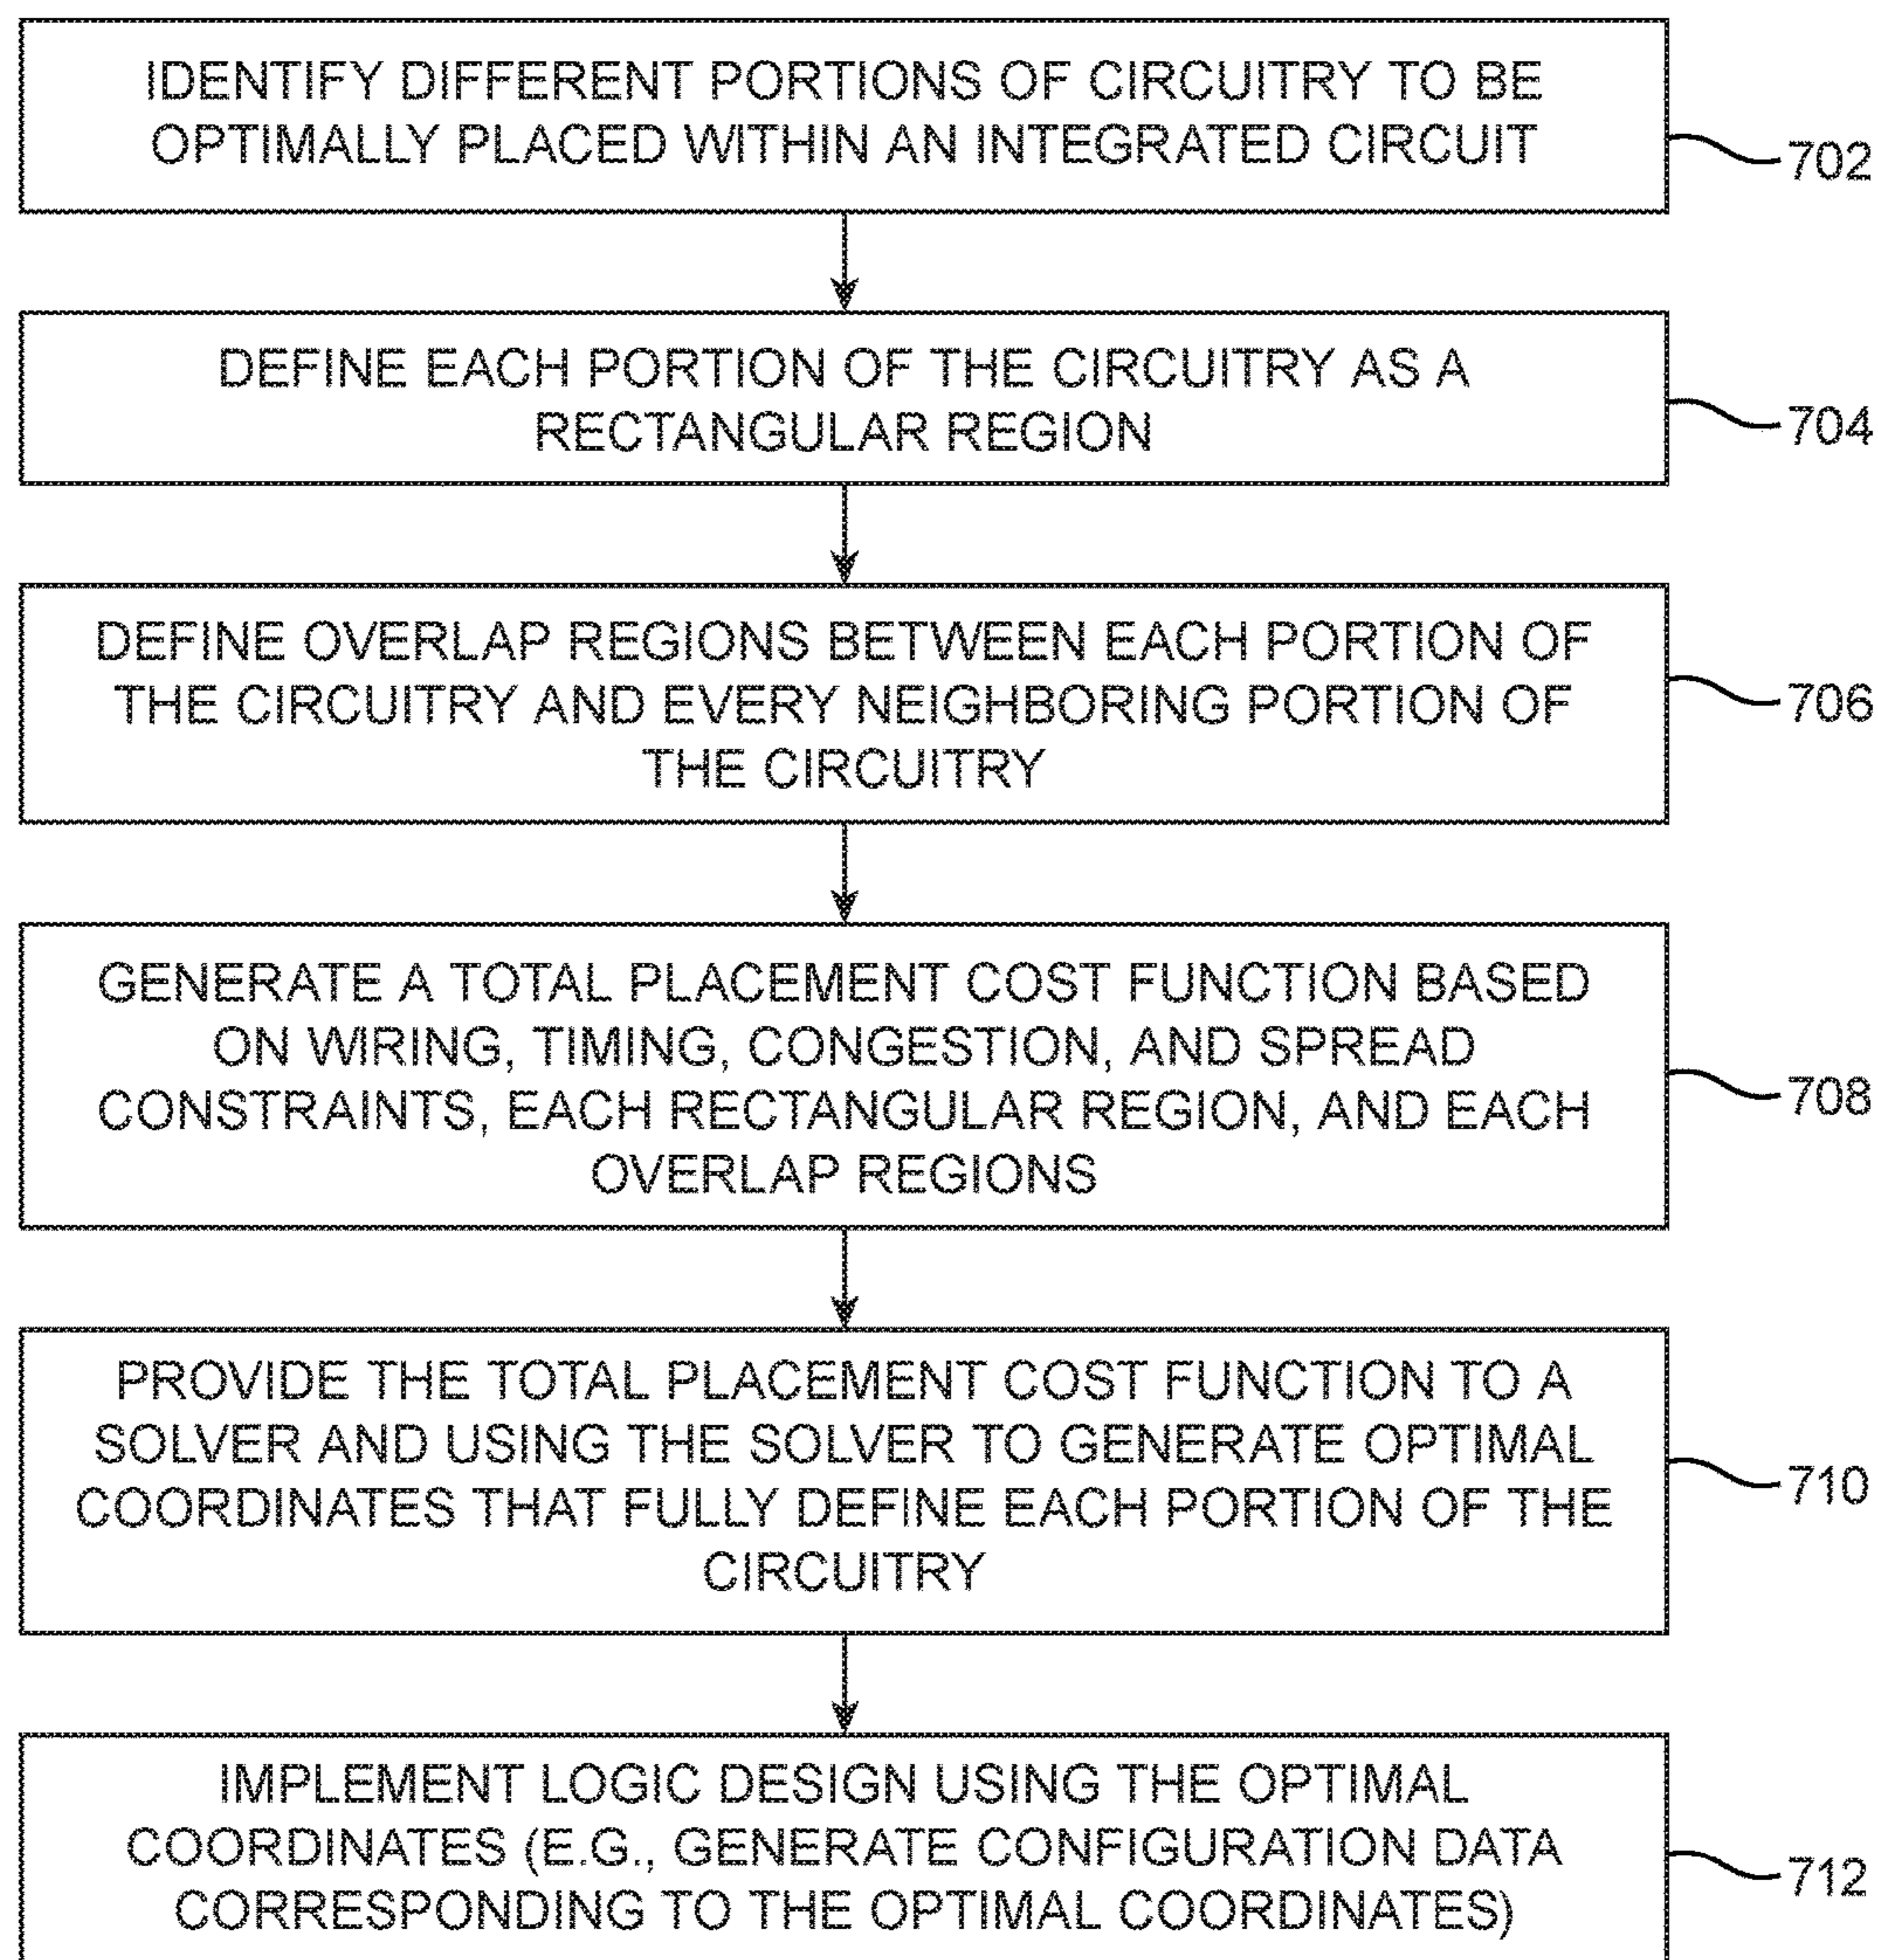 IDENTIFY DIFFERENT PORTIONS OF CIRCUITRY TO BE
OPTIMALLY PLACED WITHIN AN INTEGRATED CIRCUIT
702
DEFINE EACH PORTION OF THE CIRCUITRY AS A
RECTANGULAR REGION
704
DEFINE OVERLAP REGIONS BETWEEN EACH PORTION OF
THE CIRCUITRY AND EVERY NEIGHBORING PORTION OF
THE CIRCUITRY
706
GENERATE A TOTAL PLACEMENT COST FUNCTION BASED
ON WIRING, TIMING, CONGESTION, AND SPREAD
CONSTRAINTS, EACH RECTANGULAR REGION, AND EACH
OVERLAP REGIONS
708
PROVIDE THE TOTAL PLACEMENT COST FUNCTION TO A
SOLVER AND USING THE SOLVER TO GENERATE OPTIMAL
COORDINATES THAT FULLY DEFINE EACH PORTION OF THE
CIRCUITRY
710
IMPLEMENT LOGIC DESIGN USING THE OPTIMAL
COORDINATES (E.G., GENERATE CONFIGURATION DATA
CORRESPONDING TO THE OPTIMAL COORDINATES)
712